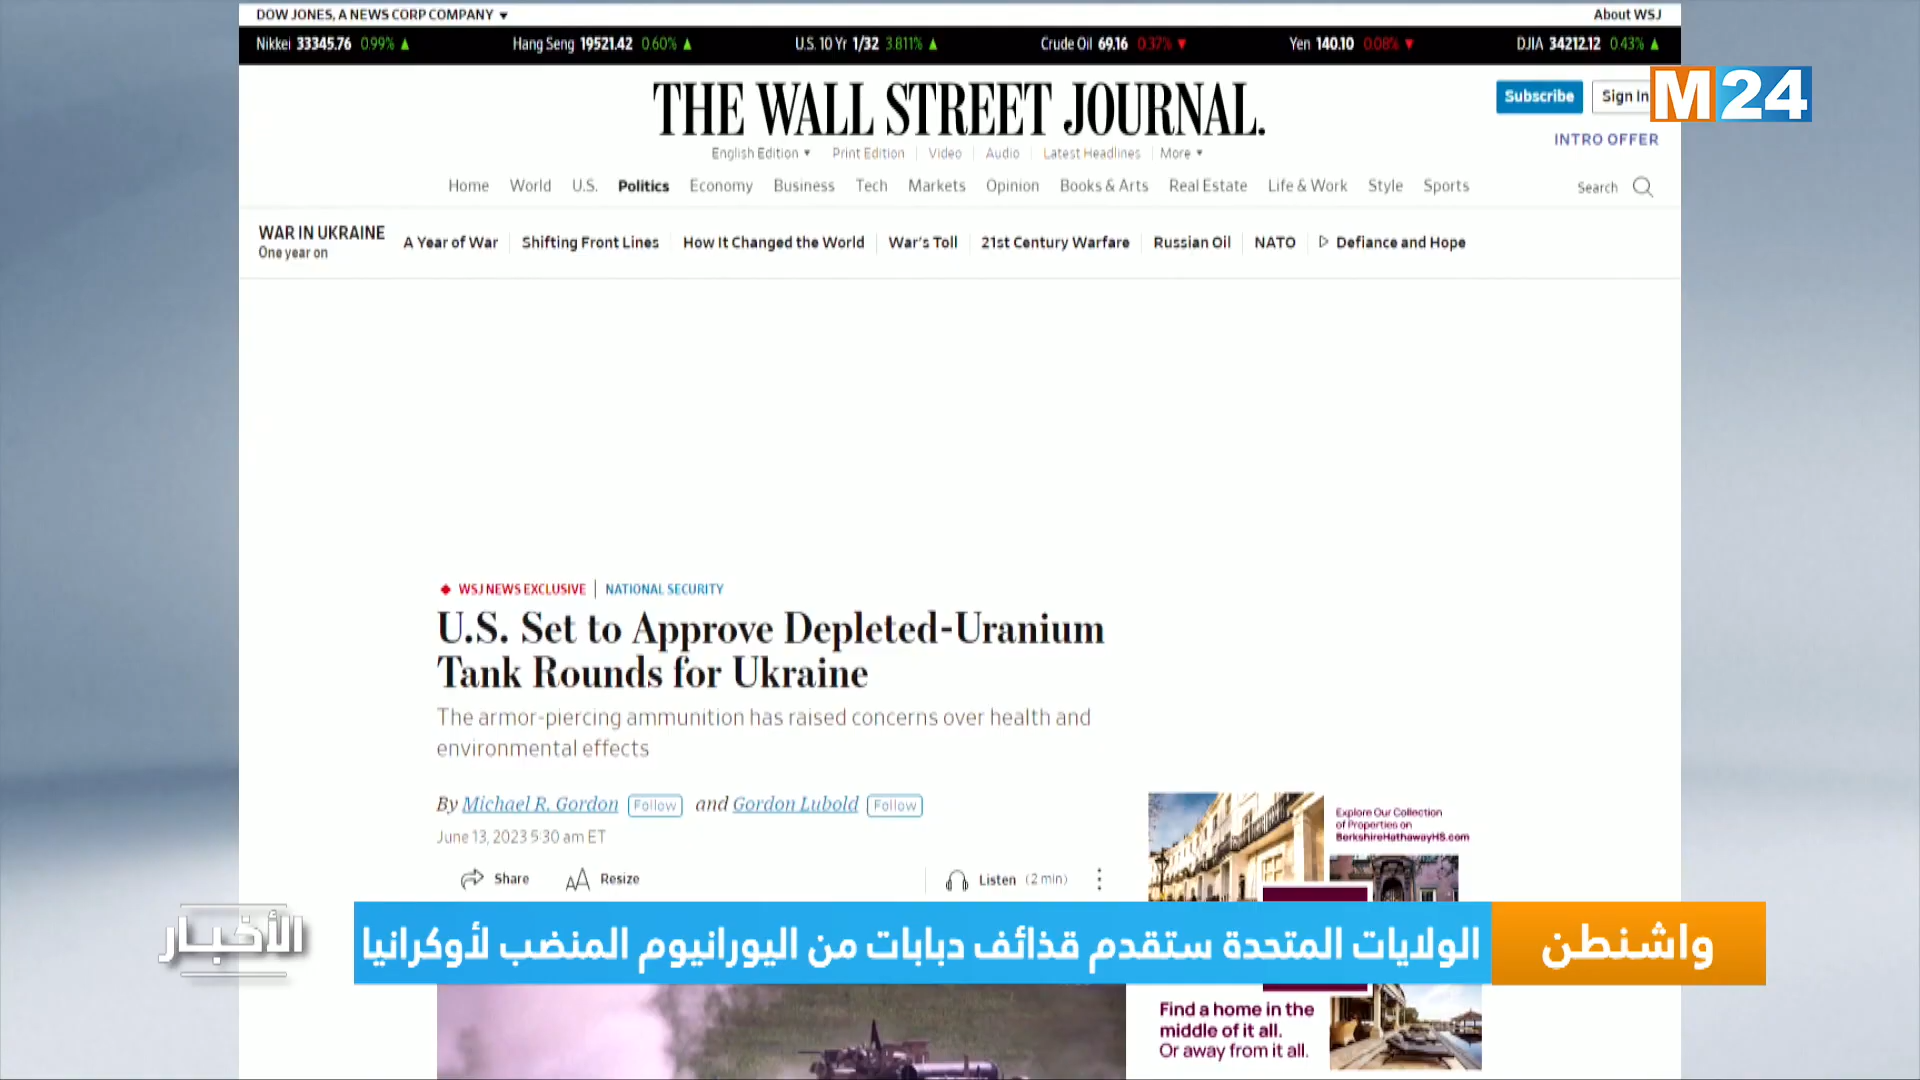 DOW JONES, A NEWS CORP COMPANY
About WSJ
Nikkei 33345.76 0.99% ▲ Hang Seng 19521.42 0.60% ▲ U.S. 10 Yr 1/32 3.811% ▲ Crude Oil 69.16 0.37% ▼ Yen 140.10 0.08% ▼ DJIA 34212.12 0.43% ▲
THE WALL STREET JOURNAL.
Subscribe Sign In
M24
INTRO OFFER
English Edition Print Edition Video Audio Latest Headlines More
Home World U.S. Politics Economy Business Tech Markets Opinion Books & Arts Real Estate Life & Work Style Sports Search
WAR IN UKRAINE
One year on
A Year of War Shifting Front Lines How It Changed the World War's Toll 21st Century Warfare Russian Oil NATO Defiance and Hope
WSJ NEWS EXCLUSIVE | NATIONAL SECURITY
U.S. Set to Approve Depleted-Uranium
Tank Rounds for Ukraine
The armor-piercing ammunition has raised concerns over health and
environmental effects
By Michael R. Gordon Follow and Gordon Lubold Follow
June 13, 2023 5:30 am ET
Share Resize Listen (2 min)
Explore Our Collection
of Properties on
BerkshireHathawayHS.com
واشنطن
الولايات المتحدة ستقدم قذائف دبابات من اليورانيوم المنضب لأوكرانيا
الأخبار
Find a home in the
middle of it all.
Or away from it all.